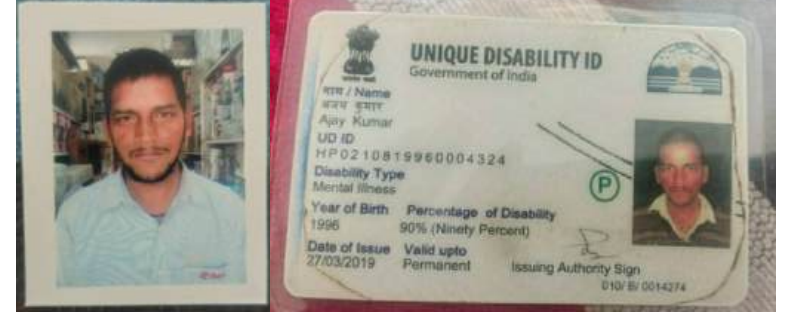 UNIQUE DISABILITY ID
Government of India
नाम / Name
अजय कुमार
Ajay Kumar
UD ID
HP0210819960004324
Disability Type
Mental Illness
Year of Birth Percentage of Disability
1996 90% (Ninety Percent)
Date of Issue Valid upto
27/03/2019 Permanent
Issuing Authority Sign
010/ B/ 0014274
P